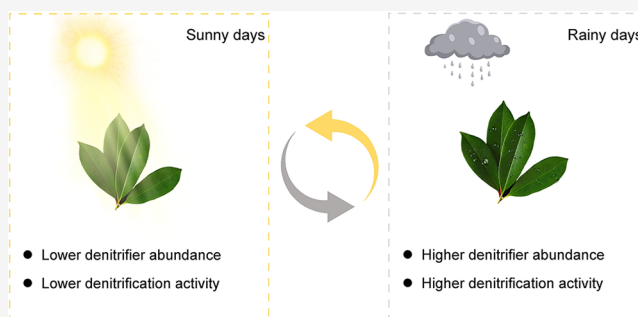 Sunny days
● Lower denitrifier abundance
● Lower denitrification activity
Rainy days
● Higher denitrifier abundance
● Higher denitrification activity